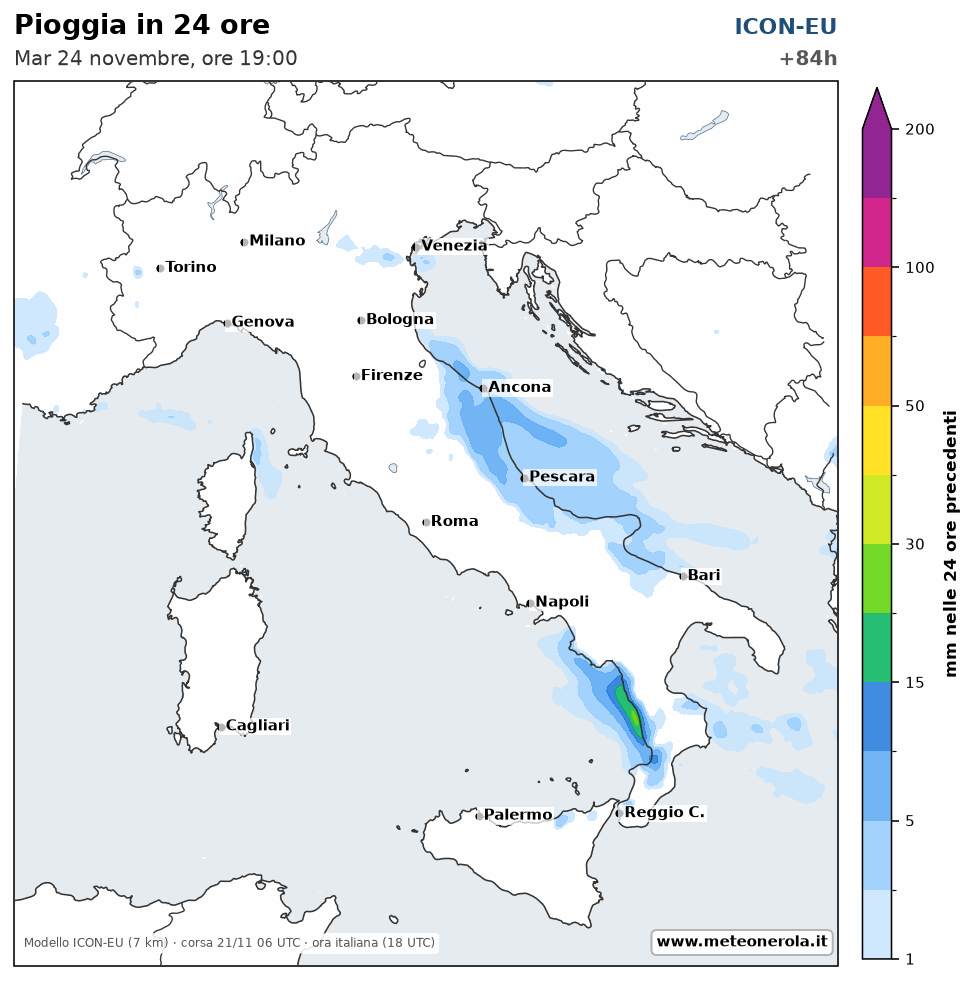 Pioggia in 24 ore
ICON-EU
Mar 24 novembre, ore 19:00
+84h
200
Milano
Venezia
Torino
100
Bologna
Genova
Firenze
Ancona
50
Pescara
Roma
30
Bari
Napoli
mm nelle 24 ore precedenti
15
Cagliari
Palermo
Reggio C.
5
Modello ICON-EU (7 km) · corsa 21/11 06 UTC · ora italiana (18 UTC)
www.meteonerola.it
1